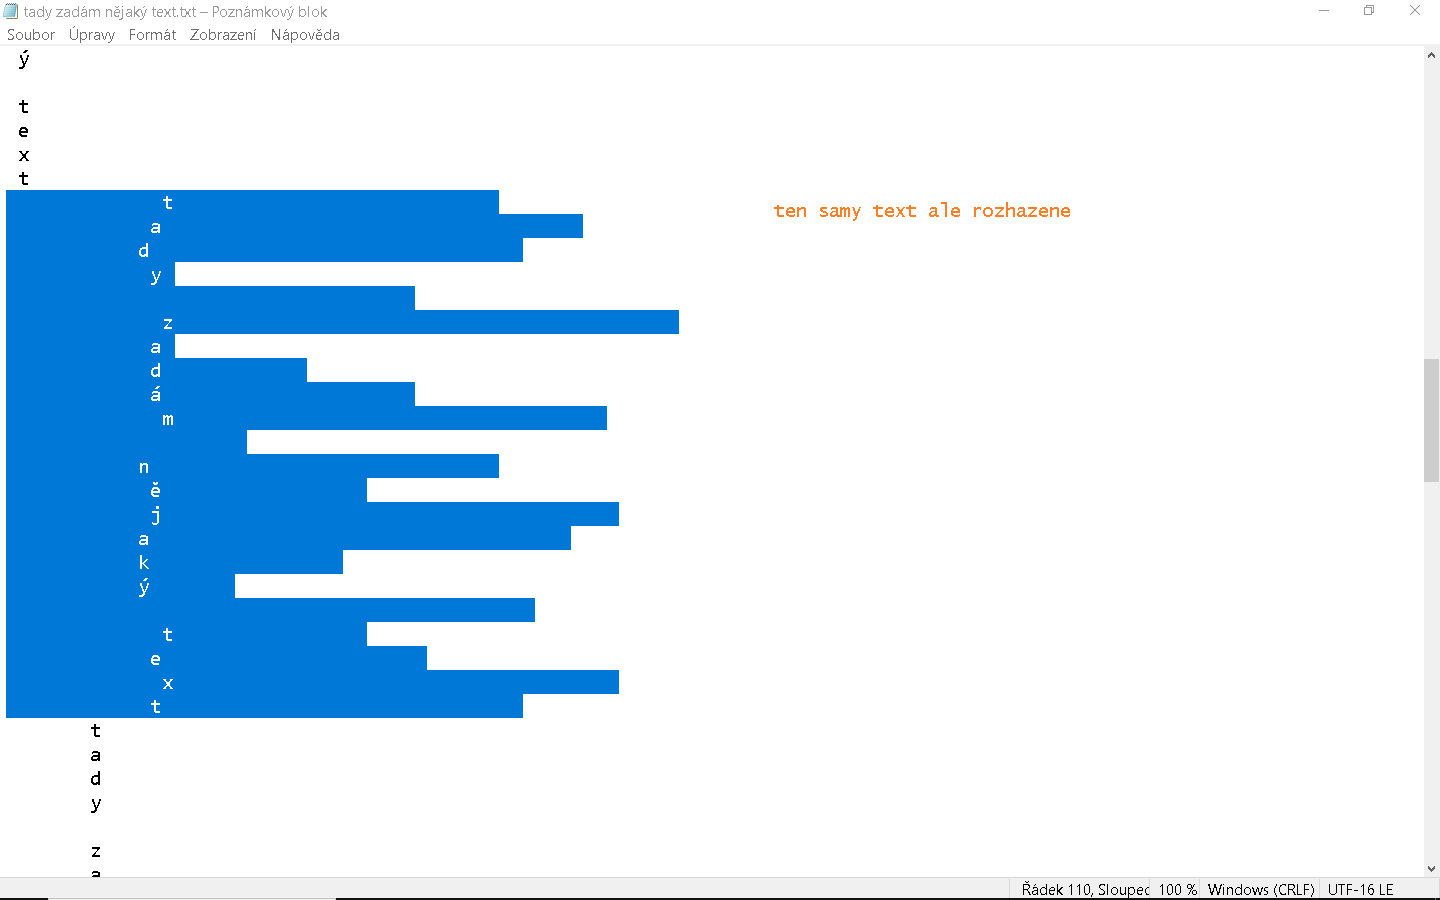 tady zadám nějaký text.txt – Poznámkový blok
Soubor Úpravy Formát Zobrazení Nápověda
ý
t
e
x
t
t
ten samy text ale rozhazene
a
d
y
z
a
d
á
m
n
ě
j
a
k
ý
t
e
x
t
t
a
d
y
z
a
Řádek 110, Sloupec 100 % Windows (CRLF) UTF-16 LE